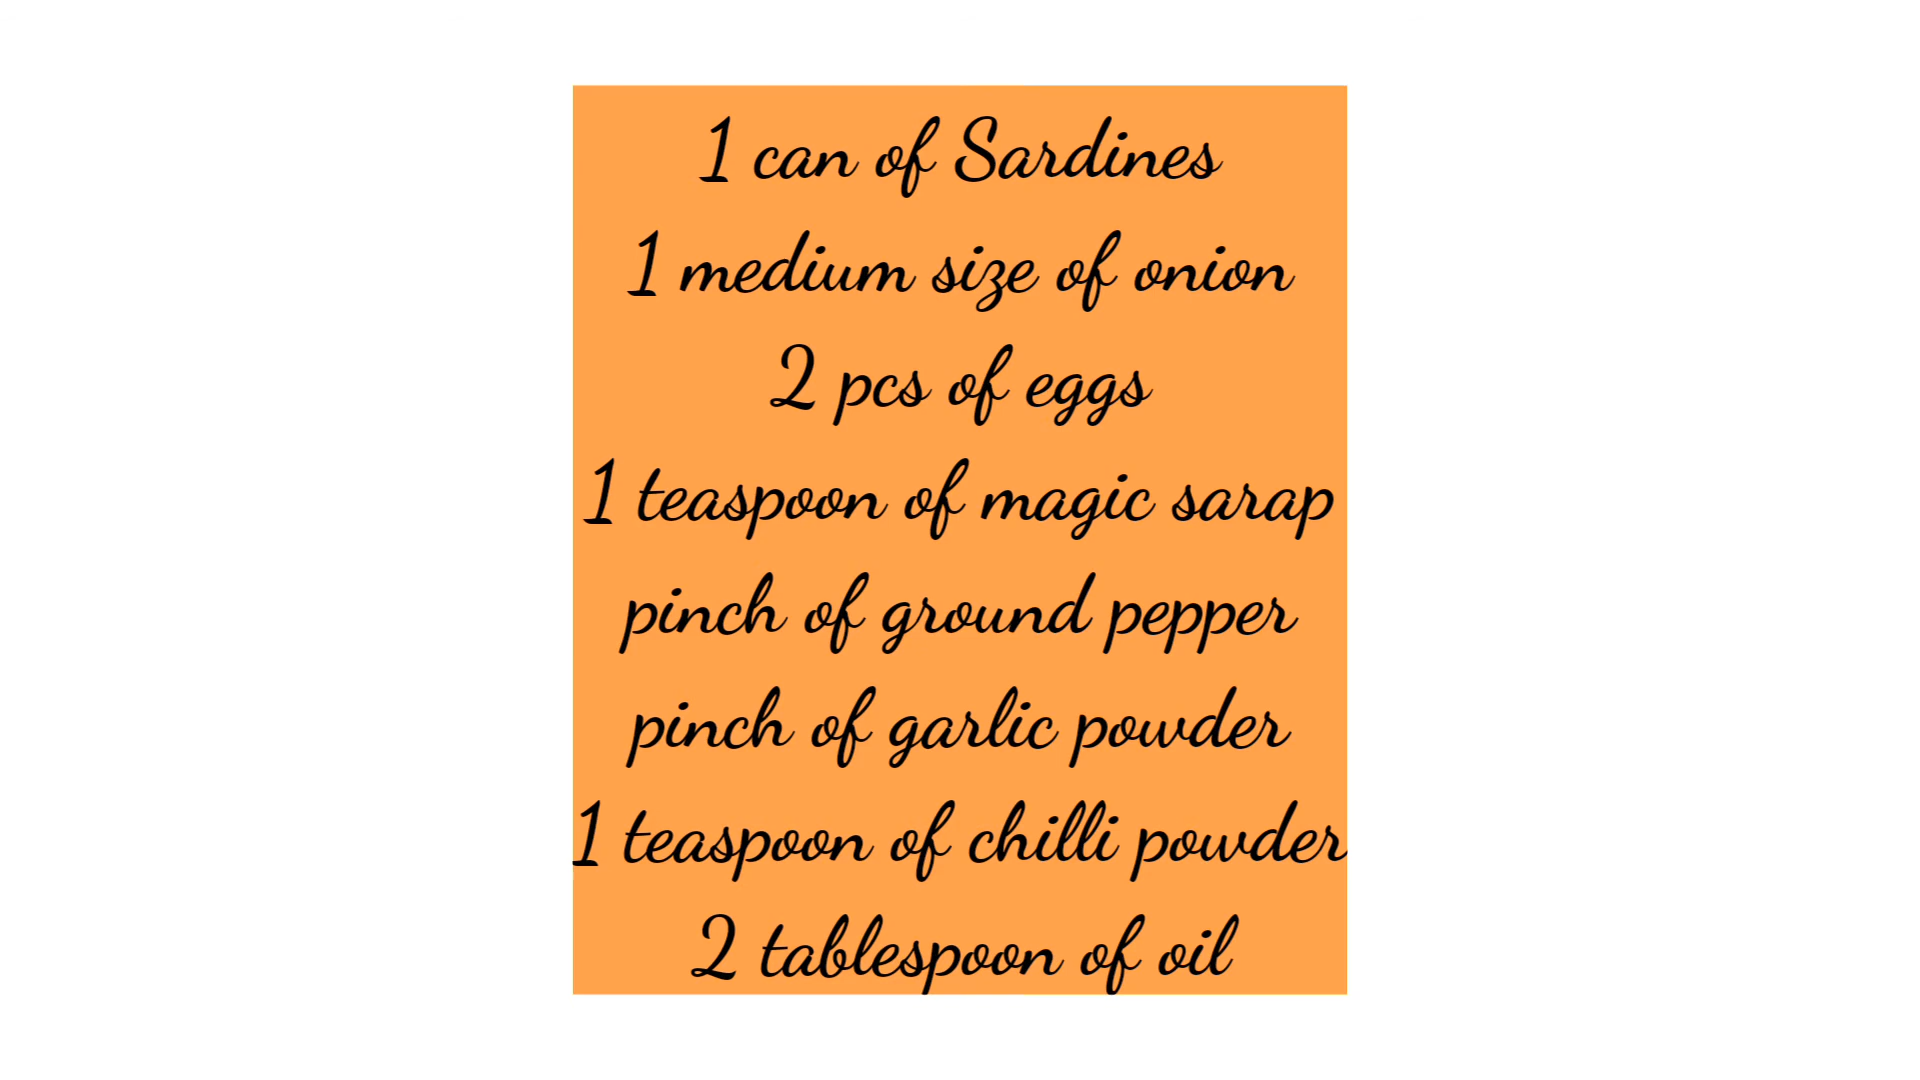 1 can of Sardines
1 medium size of onion
2 pcs of eggs
1 teaspoon of magic sarap
pinch of ground pepper
pinch of garlic powder
1 teaspoon of chilli powder
2 tablespoon of oil